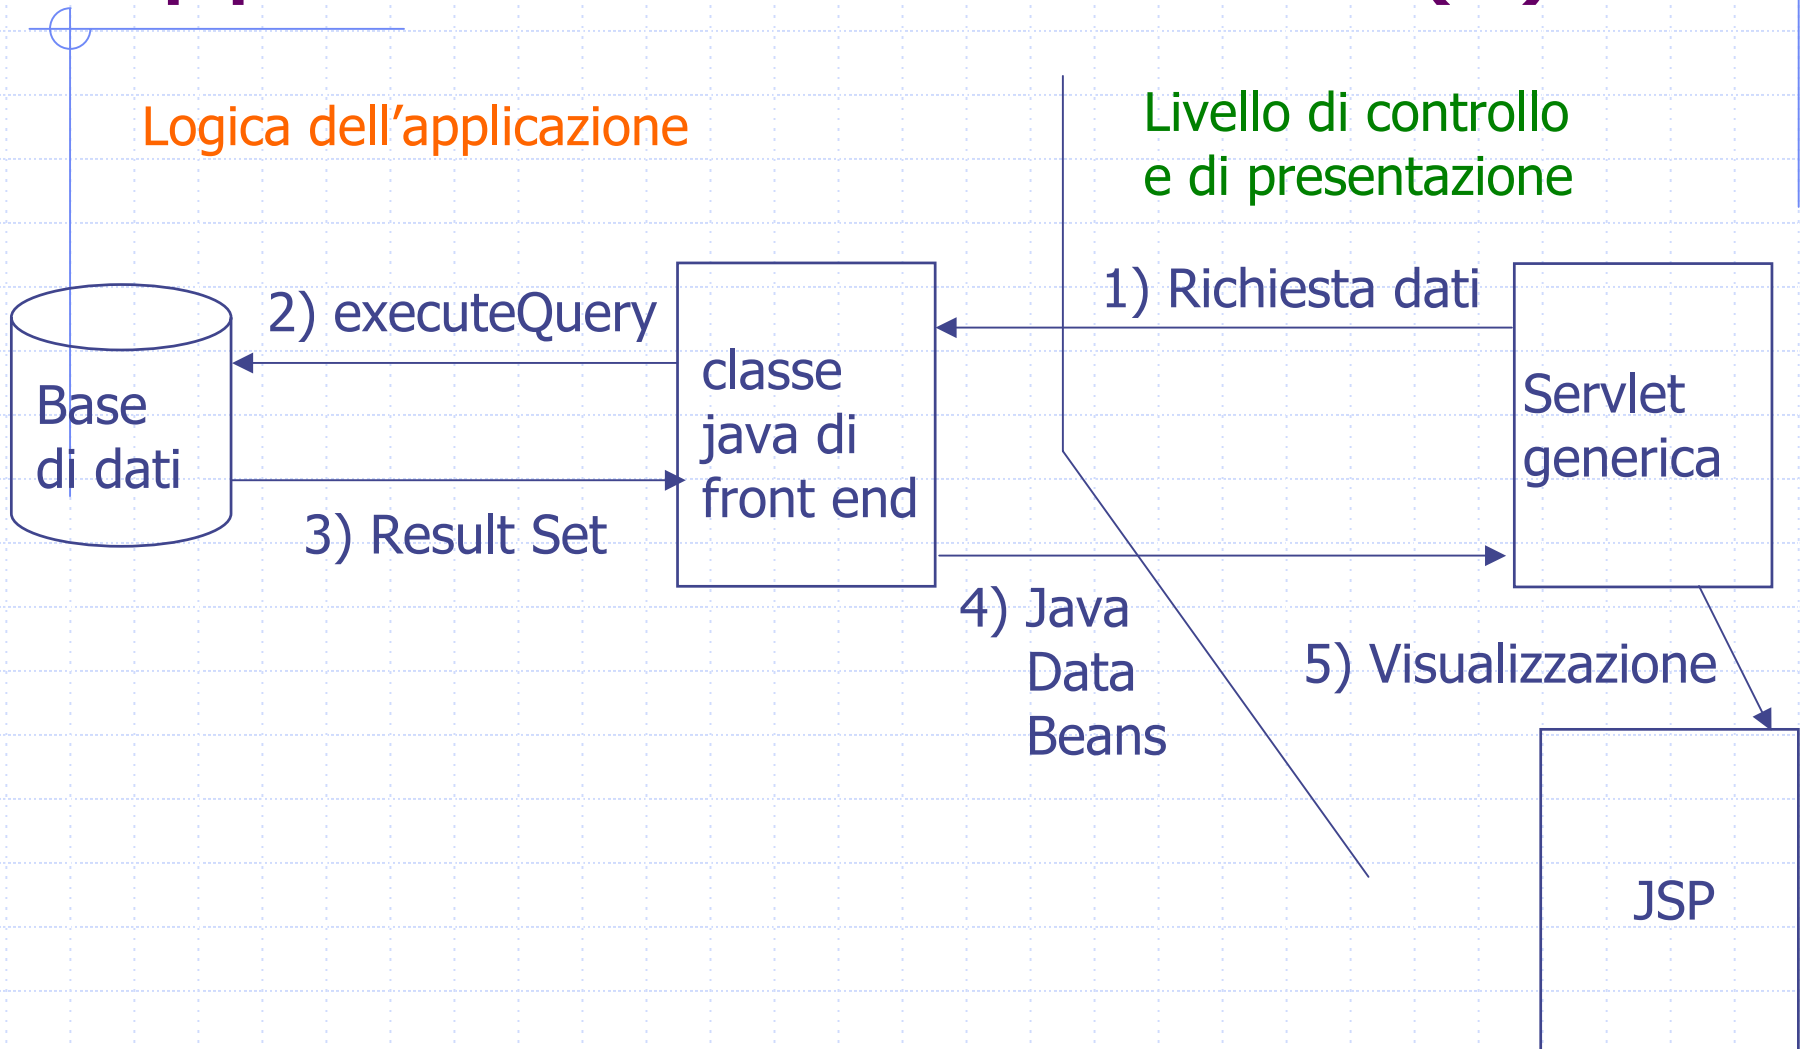 Logica dell’applicazione
Livello di controllo
e di presentazione
1) Richiesta dati
2) executeQuery
classe
java di
front end
Base
di dati
Servlet
generica
3) Result Set
4) Java
Data
Beans
5) Visualizzazione
JSP